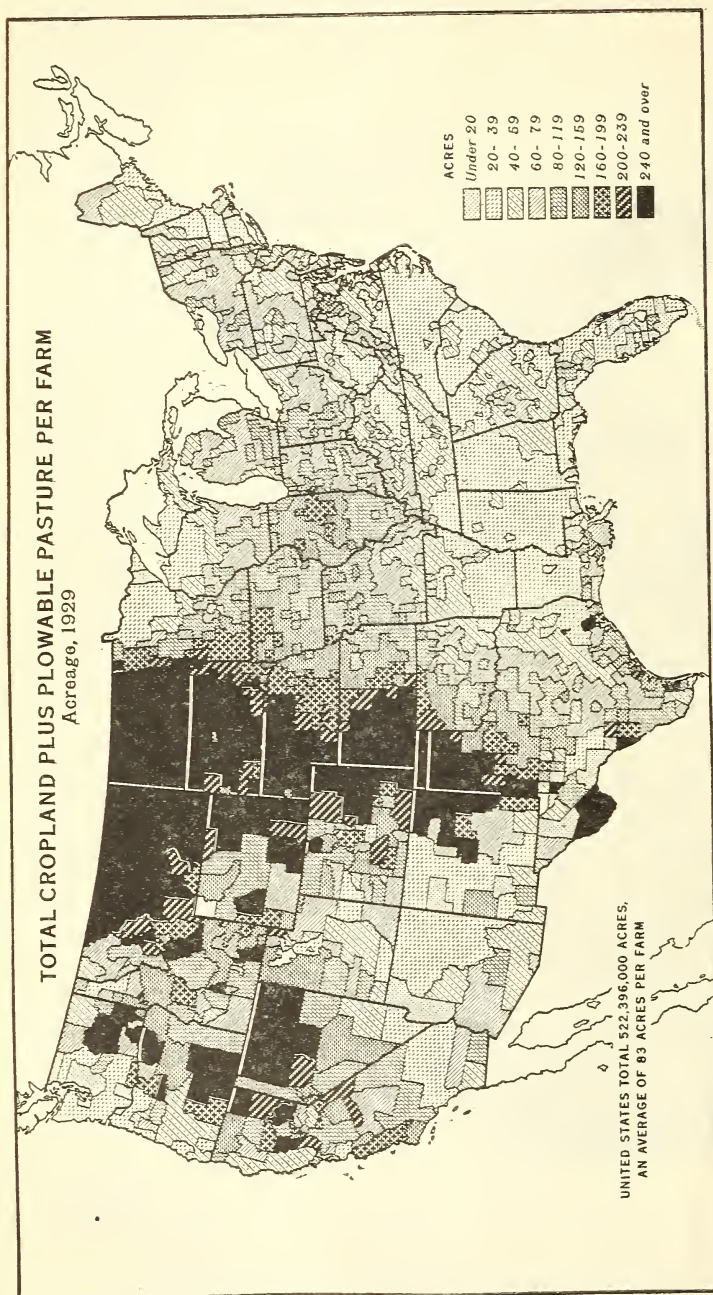 TOTAL CROPLAND PLUS PLOWABLE PASTURE PER FARM
Acreage, 1929
ACRES
Under 20
20- 39
40- 59
60- 79
80-119
120-159
160-199
200-239
240 and over
UNITED STATES TOTAL 522,396,000 ACRES,
AN AVERAGE OF 83 ACRES PER FARM